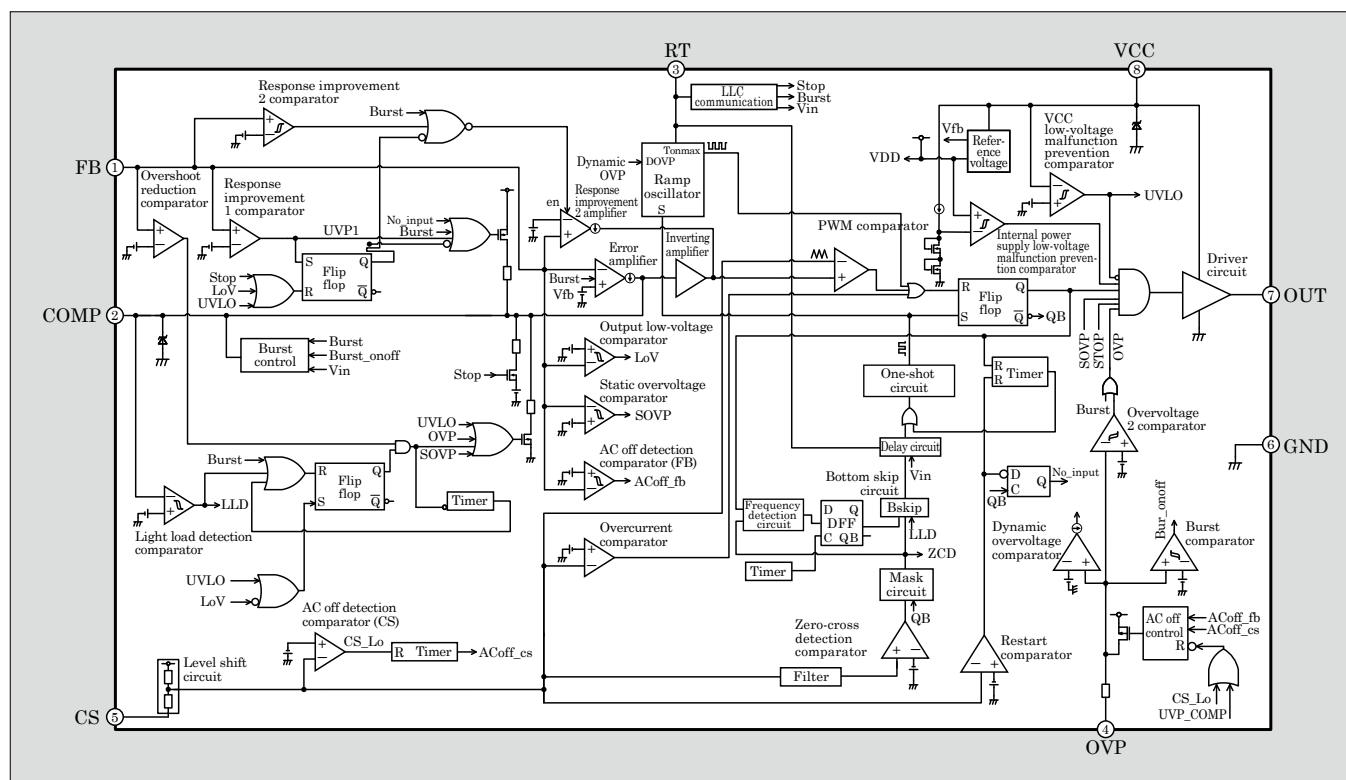 RT
3
VCC
8
Response improvement
2 comparator
Burst
LLC
communication
Stop
Burst
Vin
Vfb
Refer-
ence
voltage
VDD
VCC
low-voltage
malfunction
prevention
comparator
UVLO
FB
1
Overshoot
reduction
comparator
Response
improvement
1 comparator
UVP1
No_input
Burst
en
Dynamic
OVP
Tonmax
DOVP
Ramp
oscillator
S
Response
improvement
2 amplifier
PWM comparator
Internal power
supply low-voltage
malfunction preven-
tion comparator
Driver
circuit
S
Q
Flip
flop
R
Q
Stop
LoV
UVLO
Error
amplifier
Burst
Vfb
Inverting
amplifier
R
Q
Flip
flop
S
Q
QB
7
OUT
COMP
2
Burst
control
Burst
Burst_onoff
Vin
Stop
Output low-voltage
comparator
LoV
One-shot
circuit
R
R
Timer
SOVP
STOP
OVP
Static overvoltage
comparator
SOVP
Burst
Overvoltage
2 comparator
UVLO
OVP
SOVP
AC off detection
comparator (FB)
ACoff_fb
Delay circuit
Vin
Bottom skip
circuit
Bskip
LLD
6
GND
Burst
R
Q
Flip
flop
S
Q
Timer
LLD
Light load detection
comparator
Frequency
detection
circuit
D
Q
DFF
C
QB
Timer
D
Q
C
QB
No_input
Dynamic
overvoltage
comparator
Bur_onoff
Burst
comparator
Overcurrent
comparator
ZCD
Mask
circuit
QB
UVLO
LoV
AC off detection
comparator (CS)
CS_Lo
R
Timer
ACoff_cs
Zero-cross
detection
comparator
Filter
Restart
comparator
AC off
control
R
ACoff_fb
ACoff_cs
CS_Lo
UVP_COMP
Level shift
circuit
CS
5
4
OVP